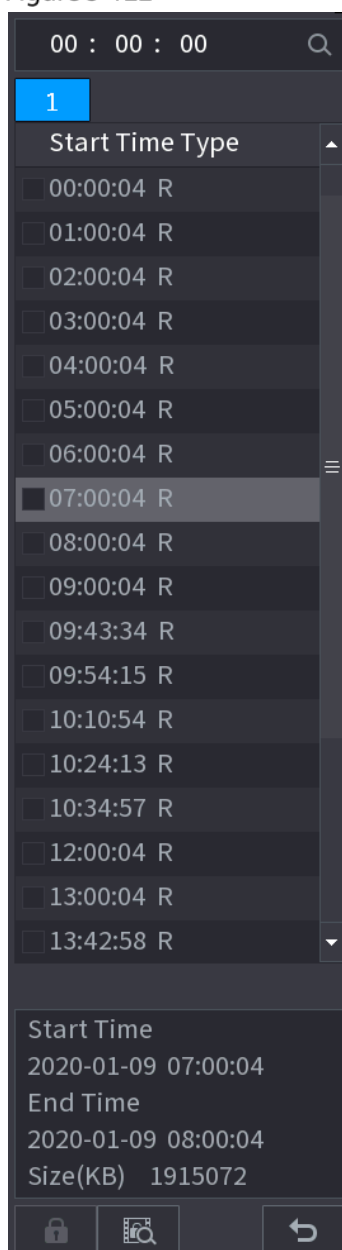 00 : 00 : 00
1
Start Time Type
00:00:04 R
01:00:04 R
02:00:04 R
03:00:04 R
04:00:04 R
05:00:04 R
06:00:04 R
07:00:04 R
08:00:04 R
09:00:04 R
09:43:34 R
09:54:15 R
10:10:54 R
10:24:13 R
10:34:57 R
12:00:04 R
13:00:04 R
13:42:58 R
Start Time
2020-01-09 07:00:04
End Time
2020-01-09 08:00:04
Size(KB) 1915072